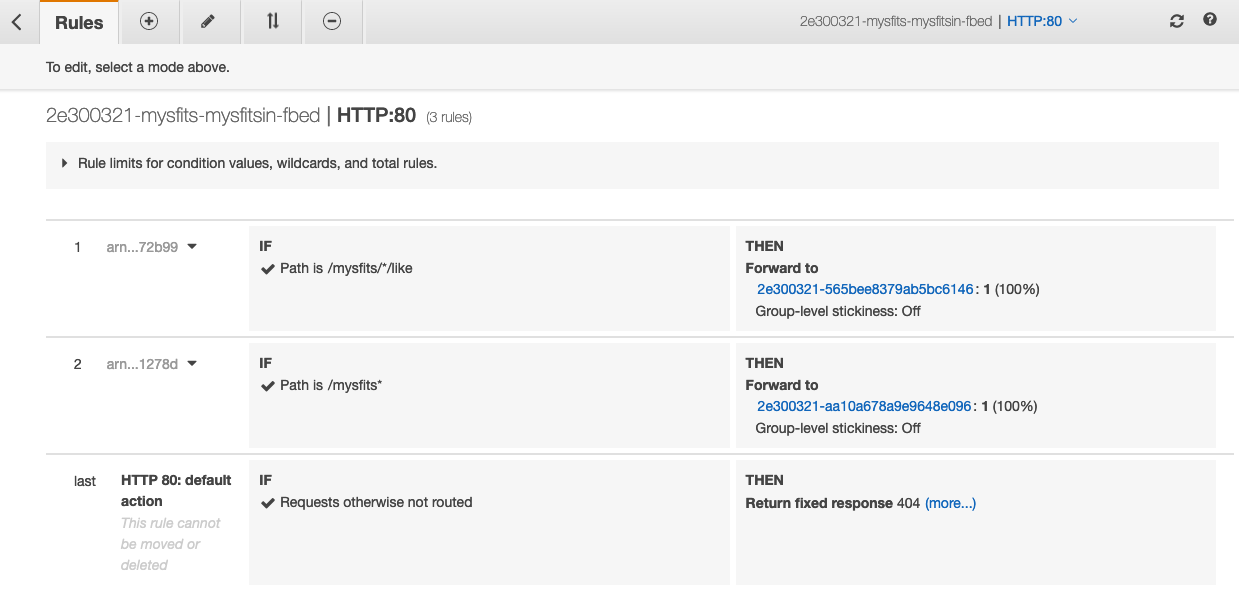 Rules
2e300321-mysfits-mysfitsin-fbed | HTTP:80
To edit, select a mode above.
2e300321-mysfits-mysfitsin-fbed | HTTP:80 (3 rules)
Rule limits for condition values, wildcards, and total rules.
1 arn...72b99
IF
Path is /mysfits/*/like
THEN
Forward to
2e300321-565bee8379ab5bc6146: 1 (100%)
Group-level stickiness: Off
2 arn...1278d
IF
Path is /mysfits*
THEN
Forward to
2e300321-aa10a678a9e9648e096: 1 (100%)
Group-level stickiness: Off
last
HTTP 80: default
action
This rule cannot
be moved or
deleted
IF
Requests otherwise not routed
THEN
Return fixed response 404 (more...)